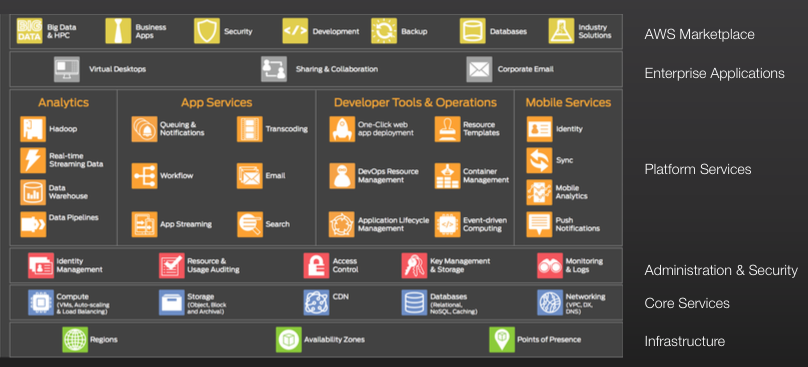 BIG DATA
Big Data
& HPC
Business
Apps
Security
</>
Development
Backup
Databases
Industry
Solutions
AWS Marketplace
Virtual Desktops
Sharing & Collaboration
Corporate Email
Enterprise Applications
Analytics
Hadoop
Real-time
Streaming Data
Data
Warehouse
Data Pipelines
App Services
Queuing &
Notifications
Transcoding
Workflow
Email
App Streaming
Search
Developer Tools & Operations
One-Click web
app deployment
Resource
Templates
DevOps Resource
Management
Container
Management
Application Lifecycle
Management
Event-driven
Computing
Mobile Services
Identity
Sync
Mobile
Analytics
Push
Notifications
Platform Services
Identity
Management
Resource &
Usage Auditing
Access
Control
Key Management
& Storage
Monitoring
& Logs
Administration & Security
Compute
(VMs, Auto-scaling
& Load Balancing)
Storage
(Object, Block
and Archival)
CDN
Databases
(Relational,
NoSQL, Caching)
Networking
(VPC, DX,
DNS)
Core Services
Regions
Availability Zones
Points of Presence
Infrastructure